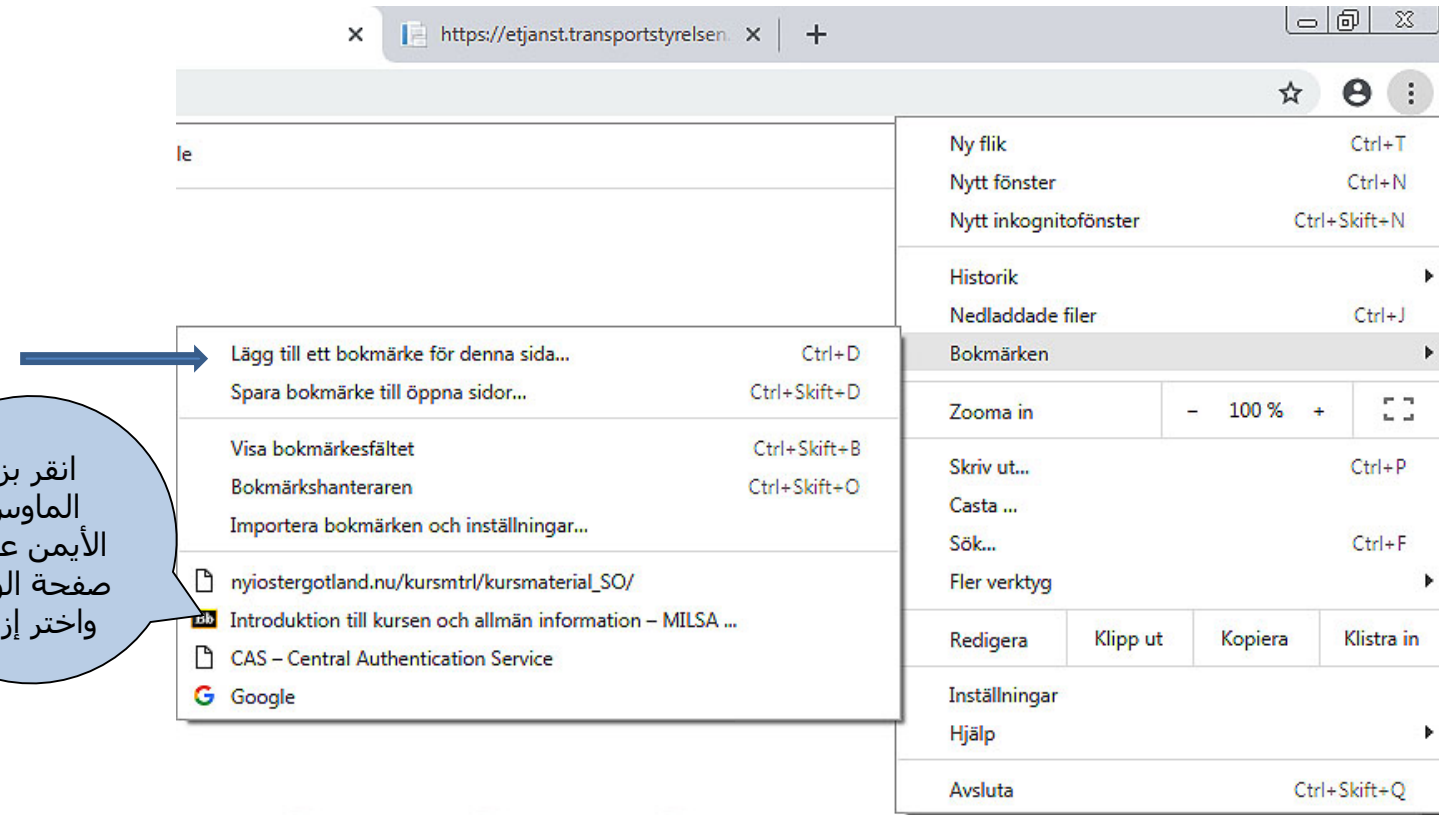 https://etjanst.transportstyrelsen.
le
Ny flik Ctrl+T
Nytt fönster Ctrl+N
Nytt inkognitofönster Ctrl+Skift+N
Historik
Nedladdade filer Ctrl+J
Bokmärken
Zooma in - 100 % +
Skriv ut... Ctrl+P
Casta ...
Sök... Ctrl+F
Fler verktyg
Redigera Klipp ut Kopiera Klistra in
Inställningar
Hjälp
Avsluta Ctrl+Skift+Q
Lägg till ett bokmärke för denna sida... Ctrl+D
Spara bokmärke till öppna sidor... Ctrl+Skift+D
Visa bokmärkesfältet Ctrl+Skift+B
Bokmärkshanteraren Ctrl+Skift+O
Importera bokmärken och inställningar...
nyiostergotland.nu/kursmtrl/kursmaterial_SO/
Bb Introduktion till kursen och allmän information – MILSA ...
CAS – Central Authentication Service
G Google
انقر
الأيمن
صفحة
واختر